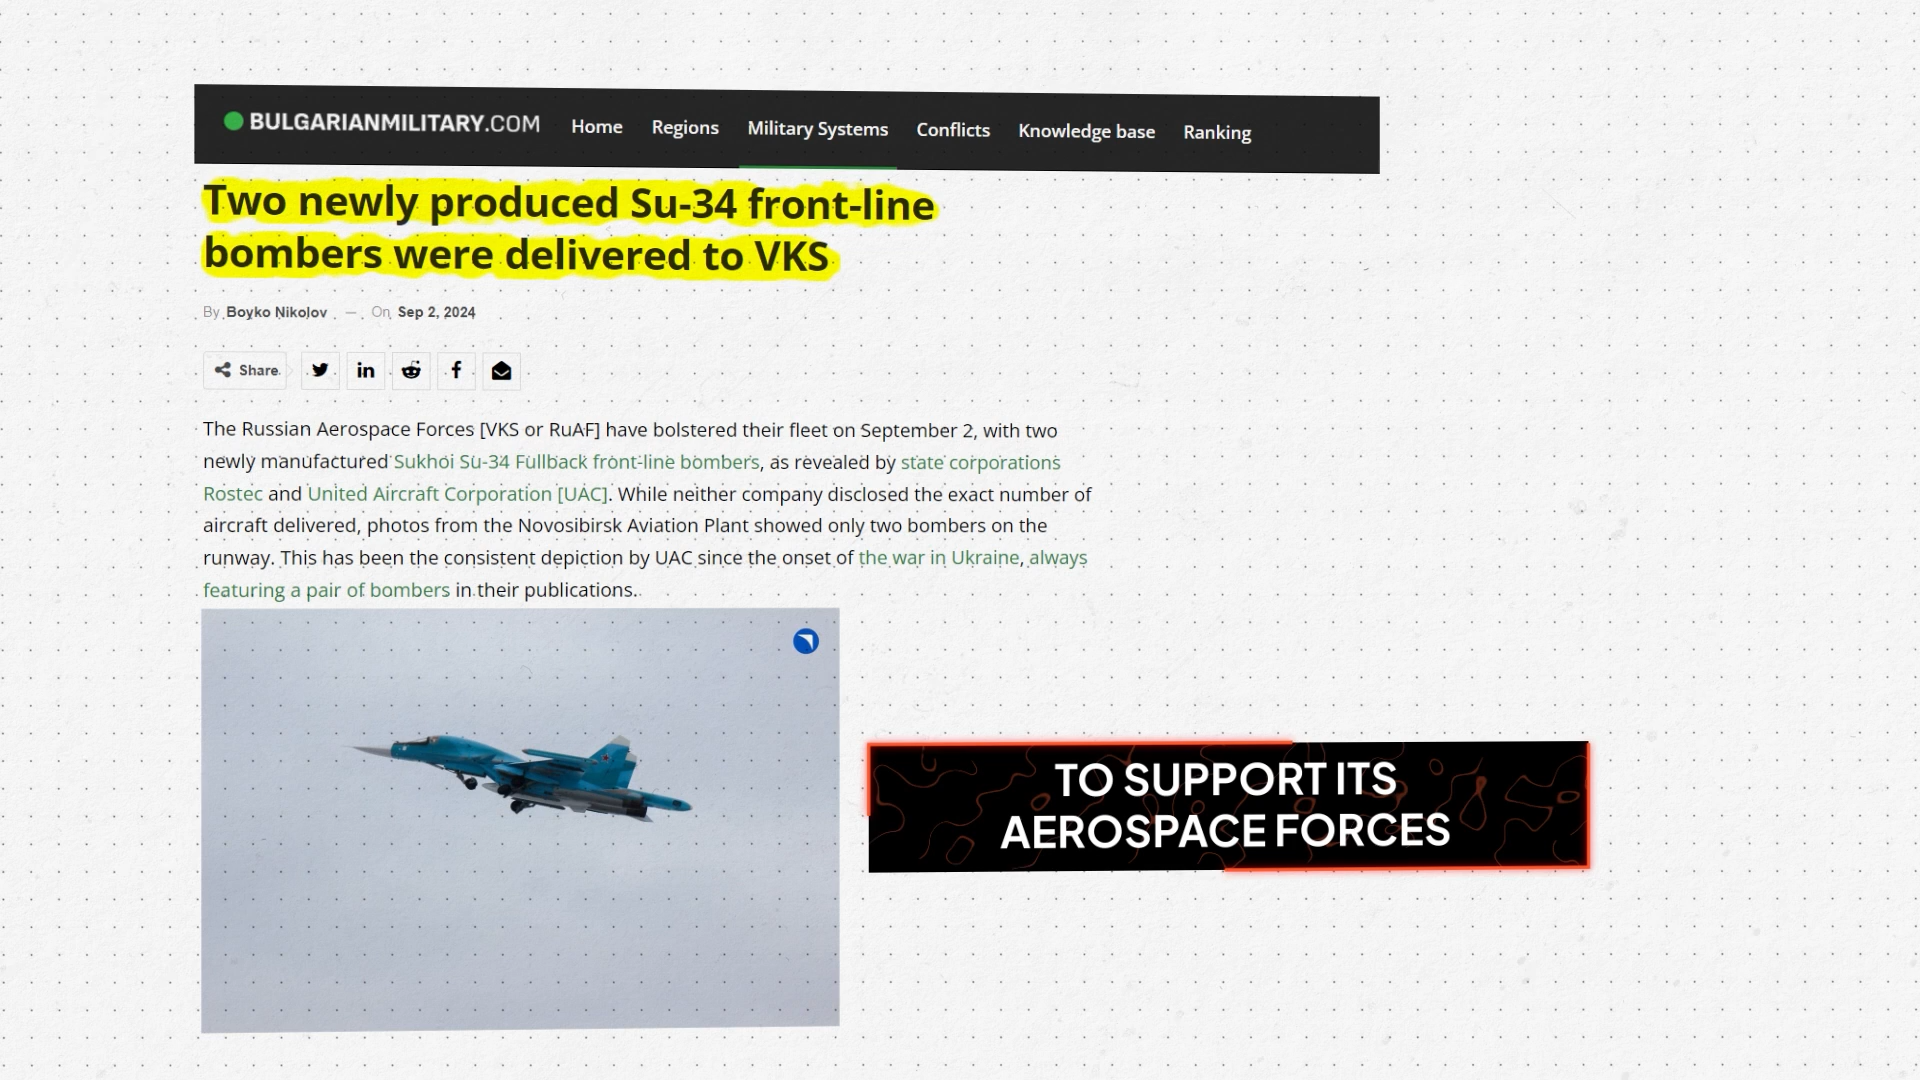 BULGARIANMILITARY.COM Home Regions Military Systems Conflicts Knowledge base Ranking
Two newly produced Su-34 front-line
bombers were delivered to VKS
By Boyko Nikolov — On Sep 2, 2024
Share
The Russian Aerospace Forces [VKS or RuAF] have bolstered their fleet on September 2, with two
newly manufactured Sukhoi Su-34 Fullback front-line bombers, as revealed by state corporations
Rostec and United Aircraft Corporation [UAC]. While neither company disclosed the exact number of
aircraft delivered, photos from the Novosibirsk Aviation Plant showed only two bombers on the
runway. This has been the consistent depiction by UAC since the onset of the war in Ukraine, always
featuring a pair of bombers in their publications.
TO SUPPORT ITS
AEROSPACE FORCES